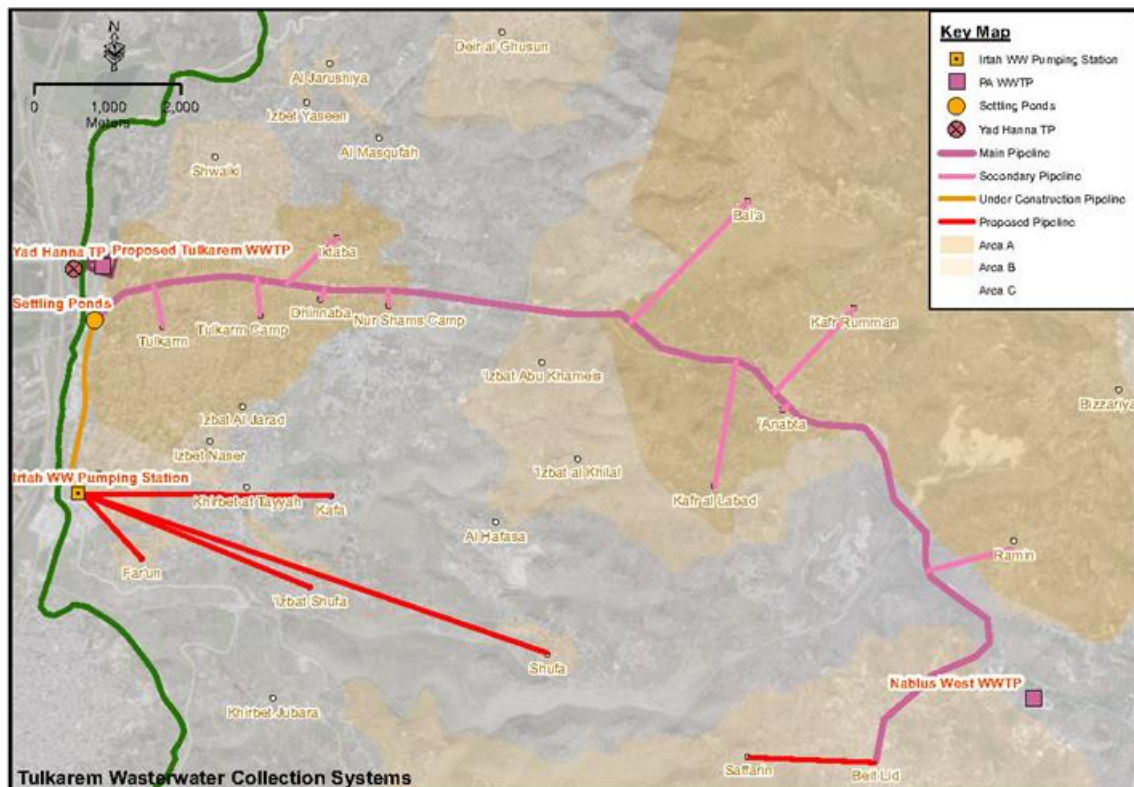 N
0 1,000 2,000
Meters
Deir al Ghusun
Al Jarushiya
Izbet Yaseen
Al Masqufah
Shwaiki
Bal'a
Iktaba
Yad Hanna TP
Proposed Tulkarem WWTP
Settling Ponds
Tulkarm
Tulkarm Camp
Dhinnaba
Nur Shams Camp
Kafr Rumman
'Izbat Abu Khameis
Bizzariya
'Anabta
Izbat Al Jarad
Izbet Naser
'Izbat al Khilal
Irtah WW Pumping Station
Khirbet at Tayyah
Kafa
Kafr al Labad
Al Hafasa
Ramin
Far'un
'Izbat Shufa
Shufa
Nablus West WWTP
Khirbet Jubara
Saffarin
Beit Lid
Tulkarem Wasterwater Collection Systems
Key Map
Irtah WW Pumping Station
PA WWTP
Settling Ponds
Yad Hanna TP
Main Pipeline
Secondary Pipeline
Under Construction Pipeline
Proposed Pipeline
Area A
Area B
Area C